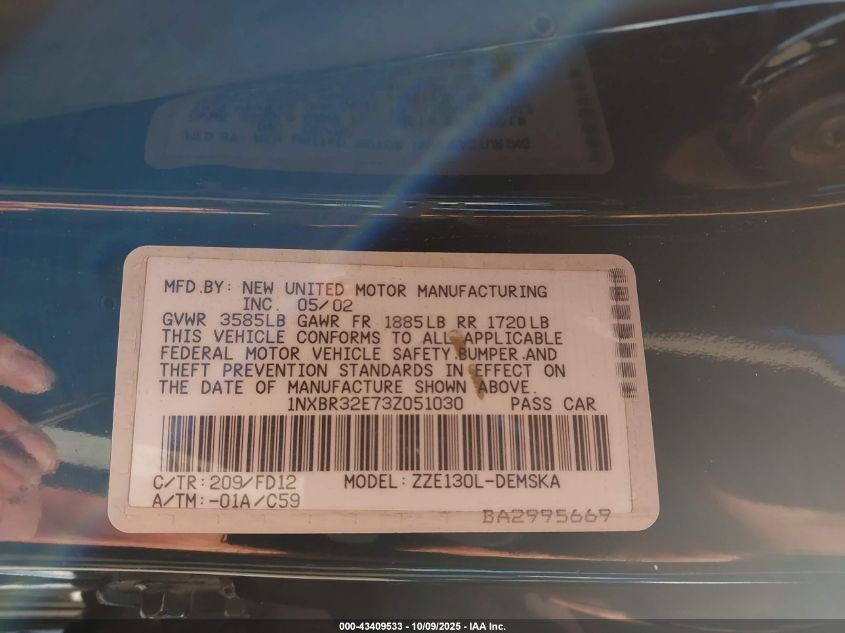 MFD.BY: NEW UNITED MOTOR MANUFACTURING
INC. 05/02
GVWR 3585LB GAWR FR 1885LB RR 1720LB
THIS VEHICLE CONFORMS TO ALL APPLICABLE
FEDERAL MOTOR VEHICLE SAFETY BUMPER AND
THEFT PREVENTION STANDARDS IN EFFECT ON
THE DATE OF MANUFACTURE SHOWN ABOVE.
1NXBR32E73Z051030 PASS CAR
C/TR: 209/FD12 MODEL: ZZE130L-DEMSKA
A/TM: -01A/C59
BA2995669
000-43409533 - 10/09/2025 - IAA Inc.